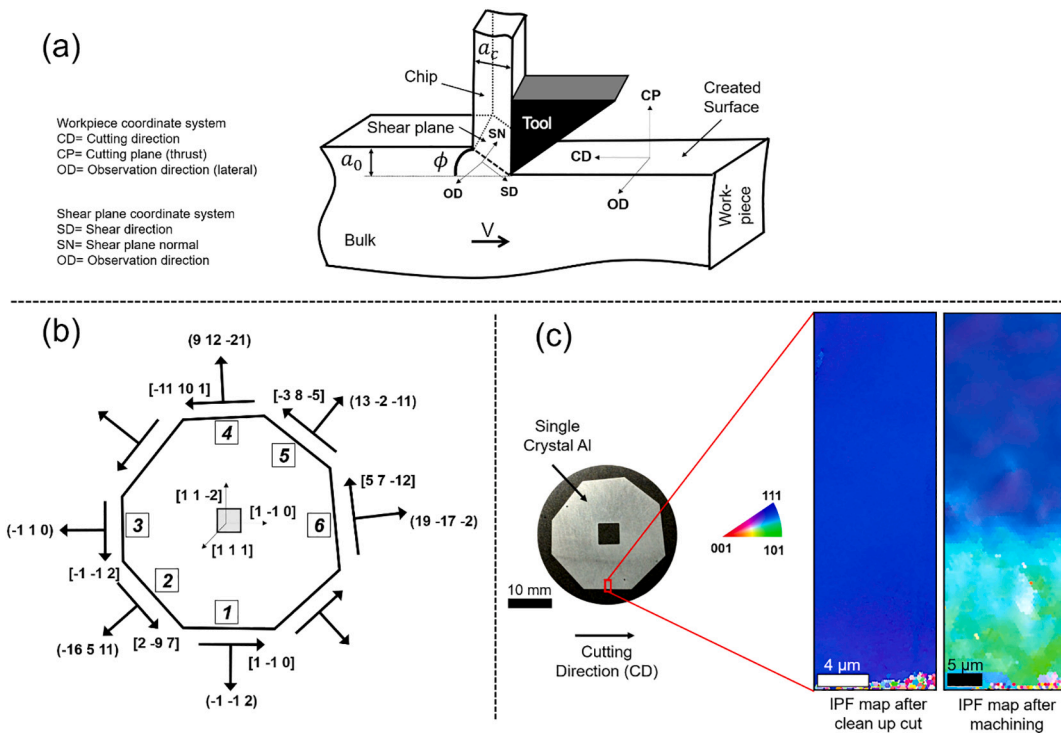 (a)
Workpiece coordinate system
CD= Cutting direction
CP= Cutting plane (thrust)
OD= Observation direction (lateral)
Shear plane coordinate system
SD= Shear direction
SN= Shear plane normal
OD= Observation direction
a_c
Chip
Shear plane
Tool
SN
a_0
ϕ
OD
SD
CP
CD
OD
Created
Surface
Work-
piece
Bulk
V
(b)
(9 12 -21)
[-11 10 1]
[-3 8 -5]
(13 -2 -11)
4
5
[1 1 -2]
[1 -1 0]
[1 1 1]
[5 7 -12]
(19 -17 -2)
6
(-1 1 0)
3
[-1 -1 2]
2
(-16 5 11)
[2 -9 7]
1
[1 -1 0]
(-1 -1 2)
(c)
Single
Crystal Al
10 mm
Cutting
Direction (CD)
111
001
101
4 µm
5 µm
IPF map after
clean up cut
IPF map after
machining